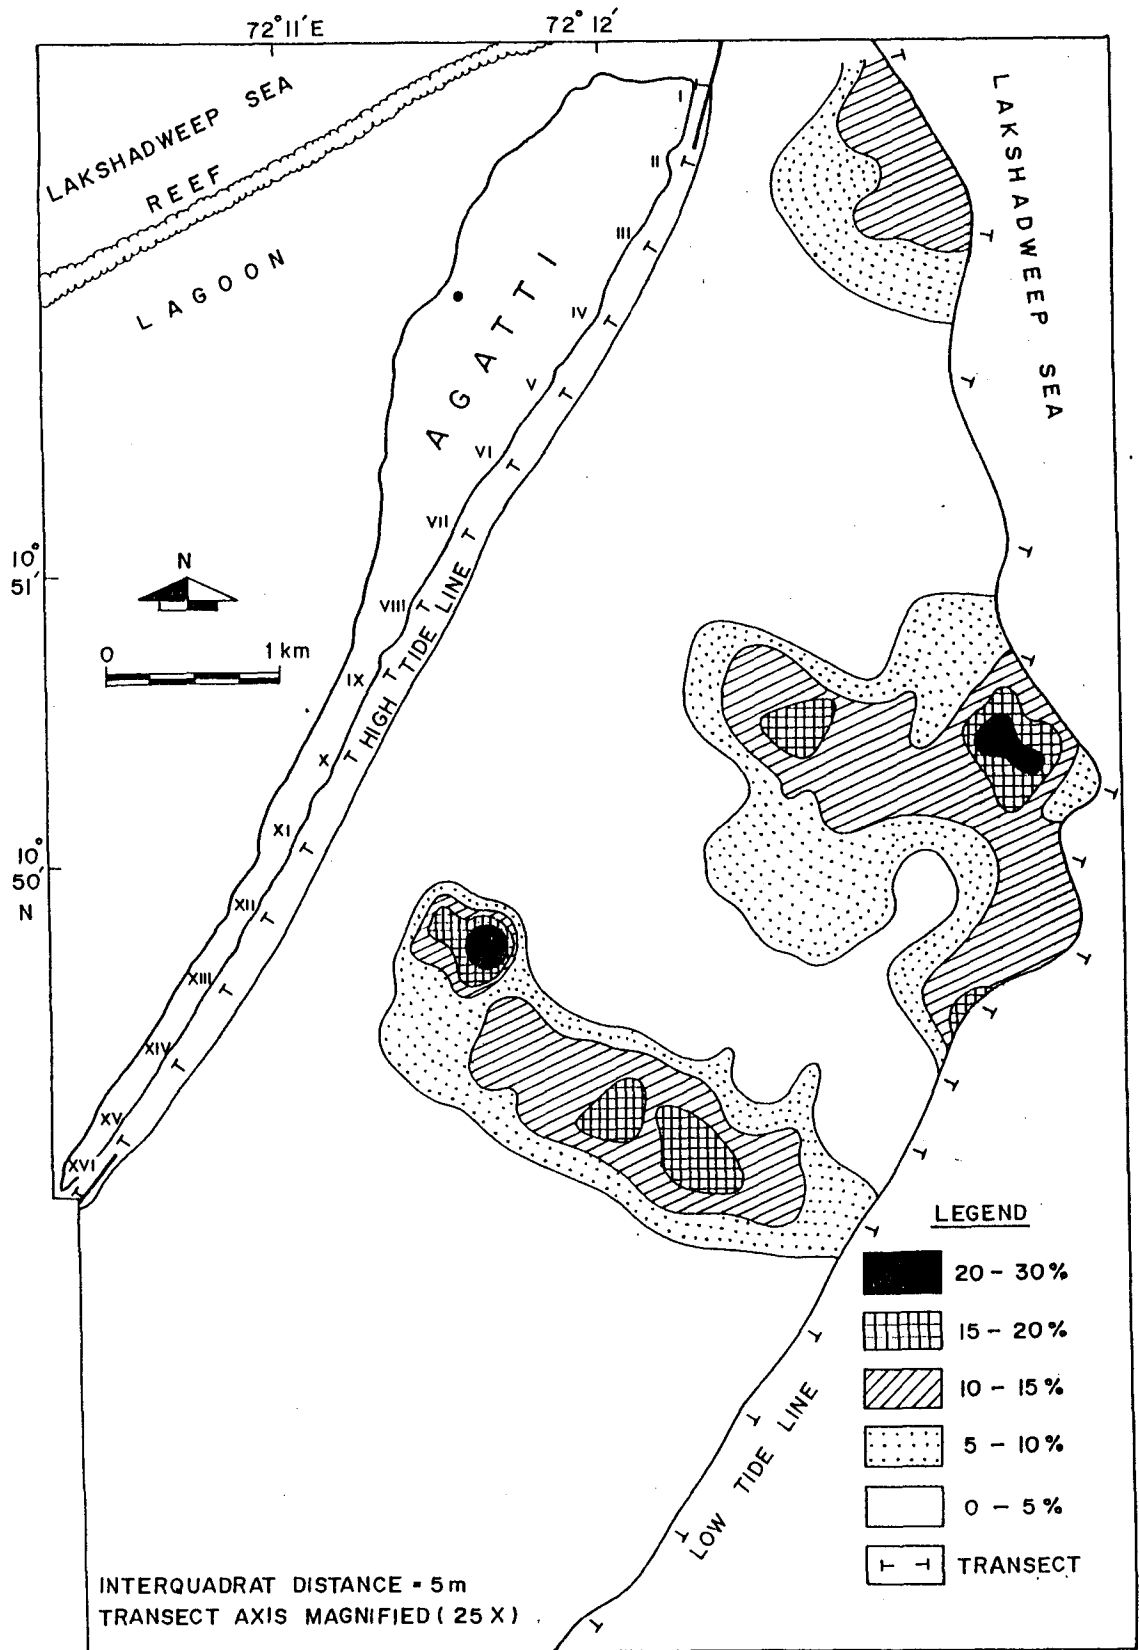 72°11'E
72°12'
LAKSHADWEEP SEA
REEF
LAGOON
AGATTI
LAKSHADWEEP SEA
I
II
III
IV
V
VI
VII
VIII
IX
X
XI
XII
XIII
XIV
XV
XVI
HIGH TIDE LINE
10°
51'
N
0 1 km
10°
50'
N
LOW TIDE LINE
LEGEND
20 - 30%
15 - 20%
10 - 15%
5 - 10%
0 - 5%
T T TRANSECT
INTERQUADRAT DISTANCE = 5m
TRANSECT AXIS MAGNIFIED (25 X)